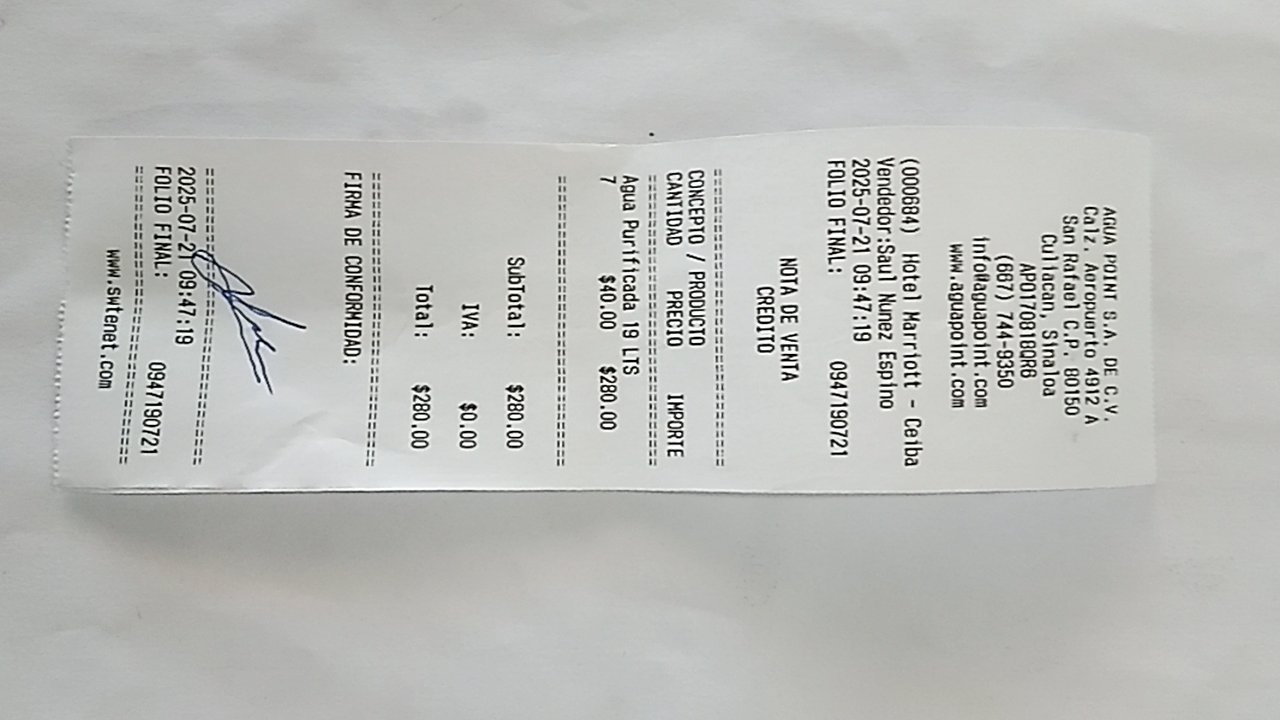 AGUA POINT S.A. DE C.V.
Calz. Aeropuerto 4912 A
San Rafael C.P. 80150
Culiacan, Sinaloa
APO170818QR6
(667) 744-9350
info@aguapoint.com
www.aguapoint.com
(000684) Hotel Marriott - Ceiba
Vendedor:Saul Nunez Espino
2025-07-21 09:47:19
FOLIO FINAL: 0947190721
NOTA DE VENTA
CREDITO
================================
CONCEPTO / PRODUCTO
CANTIDAD PRECIO IMPORTE
================================
Agua Purificada 19 LTS
7 $40.00 $280.00
================================
SubTotal: $280.00
IVA: $0.00
Total: $280.00
================================
FIRMA DE CONFORMIDAD:
================================
2025-07-21 09:47:19
FOLIO FINAL: 0947190721
================================
www.swtenet.com